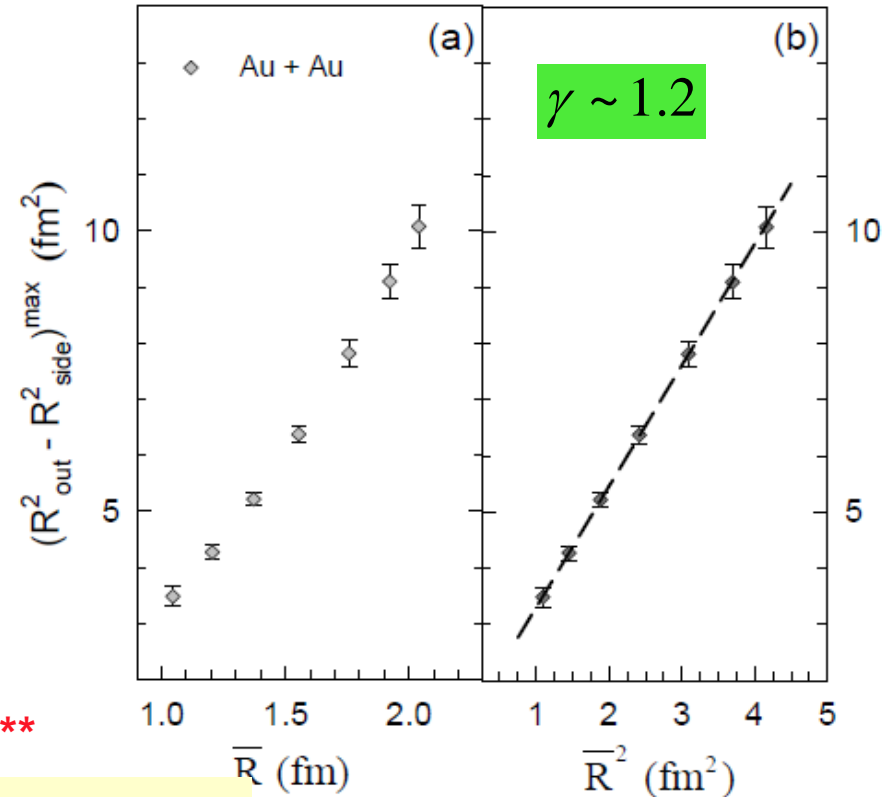 (a)
Au + Au
(b)
γ ~ 1.2
(R²out - R²side)^max (fm²)
10
5
10
5
1.0 1.5 2.0
1 2 3 4 5
**
R̅ (fm)
R̅² (fm²)